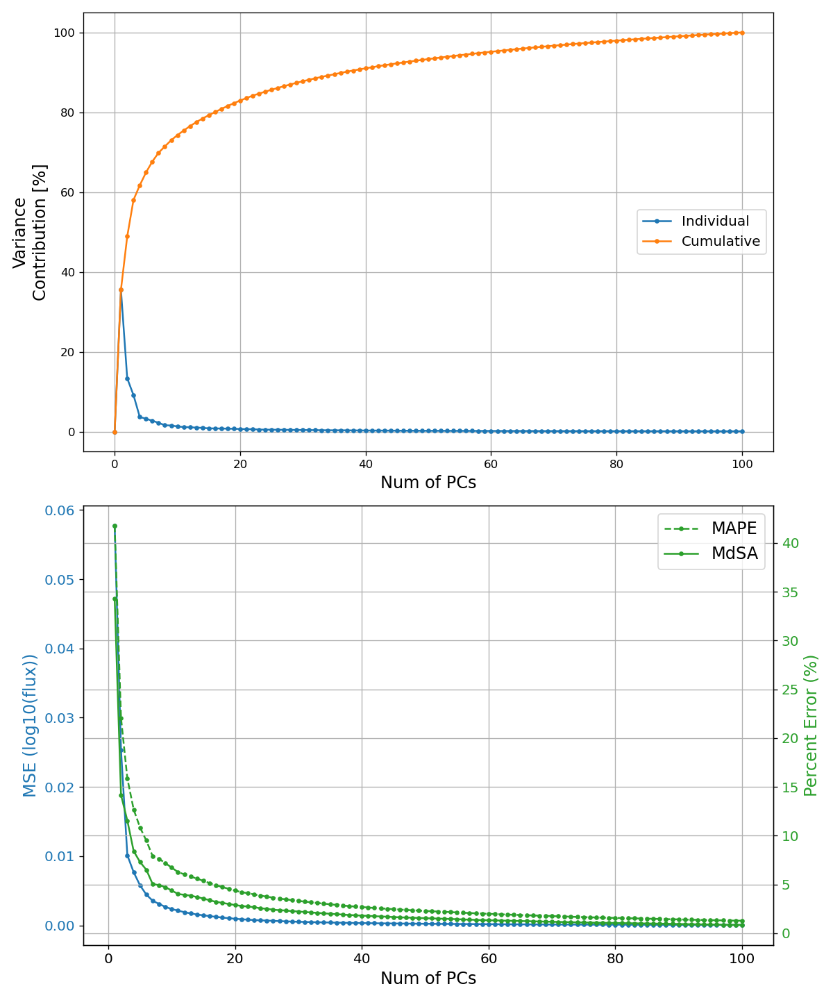 100
80
60
40
20
0
Variance
Contribution [%]
Individual
Cumulative
0 20 40 60 80 100
Num of PCs
0.06
0.05
0.04
0.03
0.02
0.01
0.00
MSE (log10(flux))
MAPE
MdSA
40
35
30
25
20
15
10
5
0
Percent Error (%)
0 20 40 60 80 100
Num of PCs